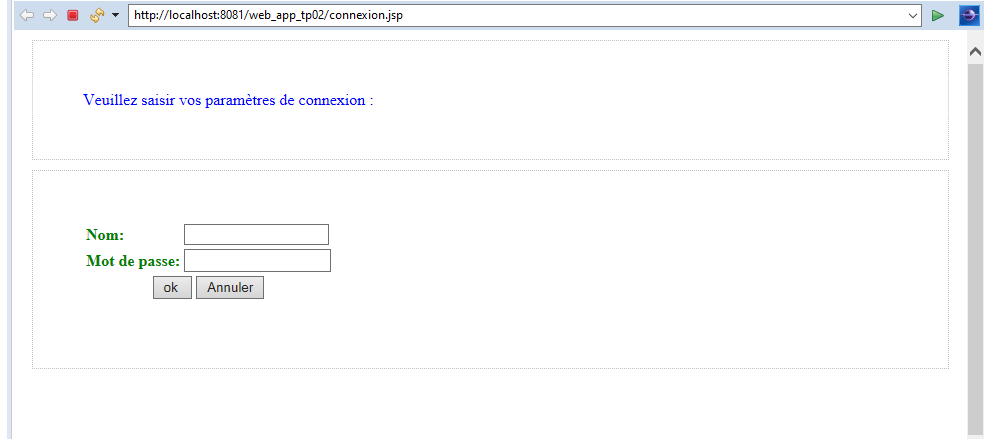 http://localhost:8081/web_app_tp02/connexion.jsp
Veuillez saisir vos paramètres de connexion :
Nom:
Mot de passe:
ok Annuler